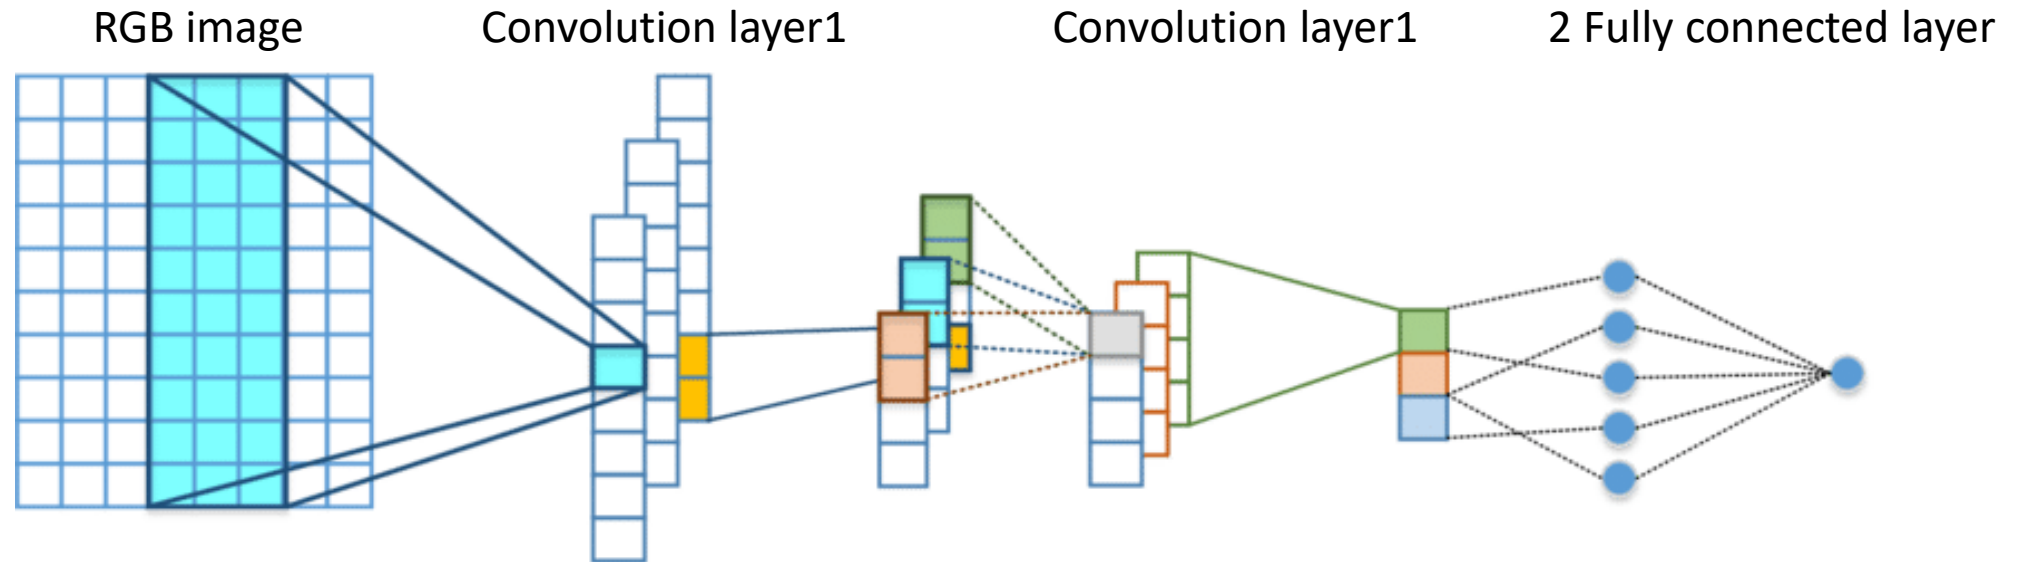 RGB image
Convolution layer1
Convolution layer1
2 Fully connected layer